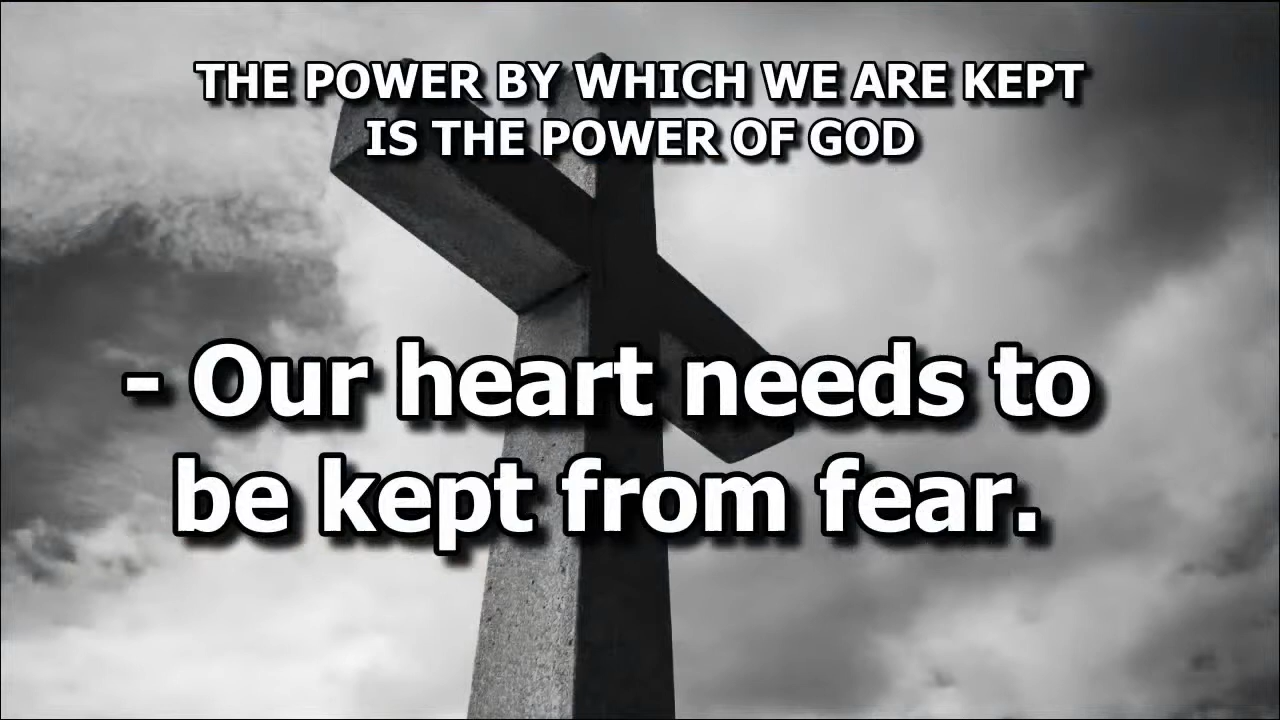 THE POWER BY WHICH WE ARE KEPT
IS THE POWER OF GOD
- Our heart needs to
be kept from fear.